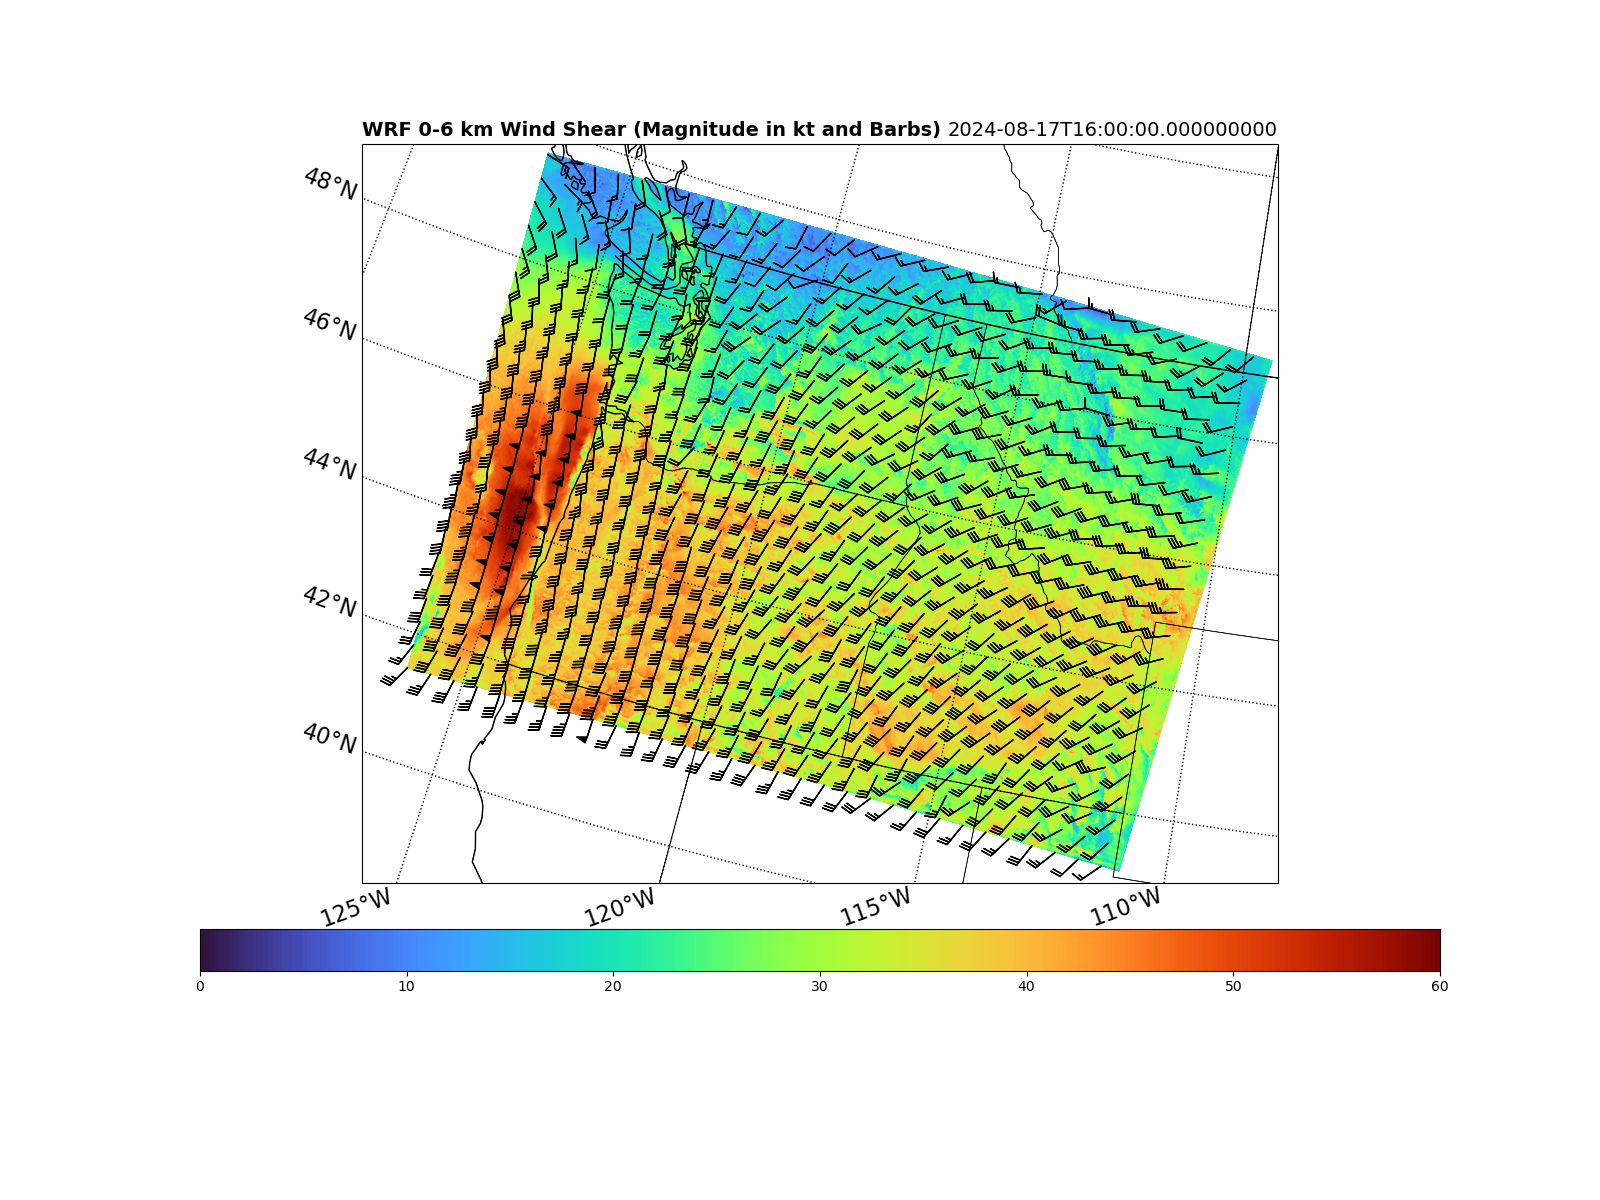 WRF 0-6 km Wind Shear (Magnitude in kt and Barbs) 2024-08-17T16:00:00.000000000
48°N
46°N
44°N
42°N
40°N
125°W 120°W 115°W 110°W
0 10 20 30 40 50 60